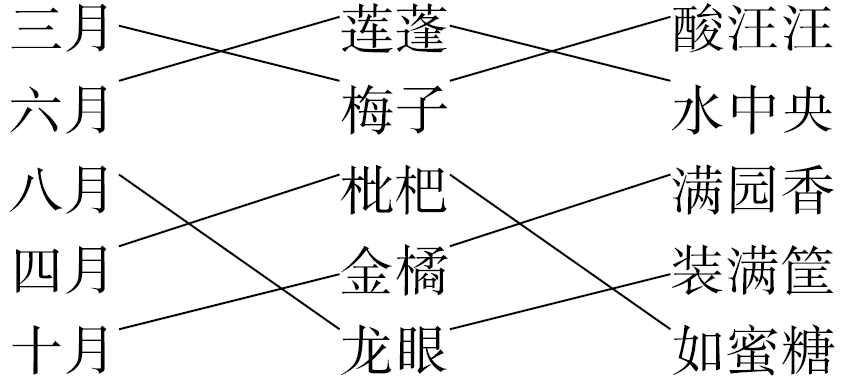 三月 莲蓬 酸汪汪
六月 梅子 水中央
八月 枇杷 满园香
四月 金橘 装满筐
十月 龙眼 如蜜糖